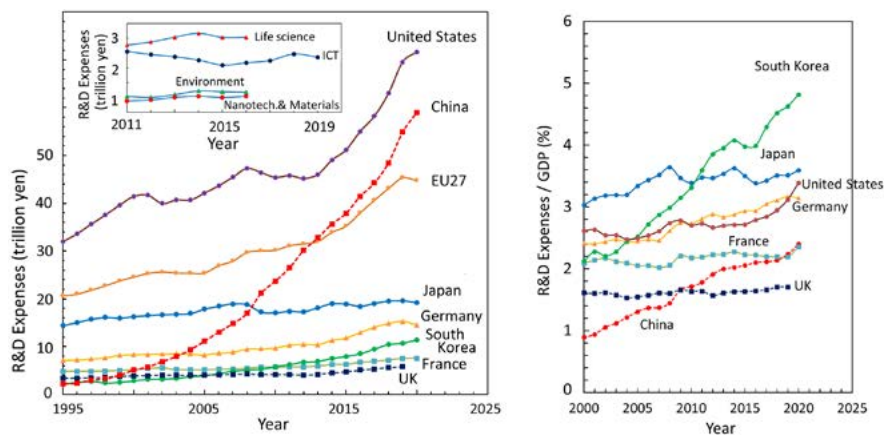 R&D Expenses (trillion yen)
50
40
30
20
10
0
1995
2005
2015
2025
Year
R&D Expenses
(trillion yen)
3
2
1
2011
2015
2019
Year
Life science
ICT
Environment
Nanotech.& Materials
United States
China
EU27
Japan
Germany
South
Korea
France
UK
R&D Expenses / GDP (%)
6
5
4
3
2
1
0
2000
2005
2010
2015
2020
2025
Year
South Korea
Japan
United States
Germany
France
UK
China